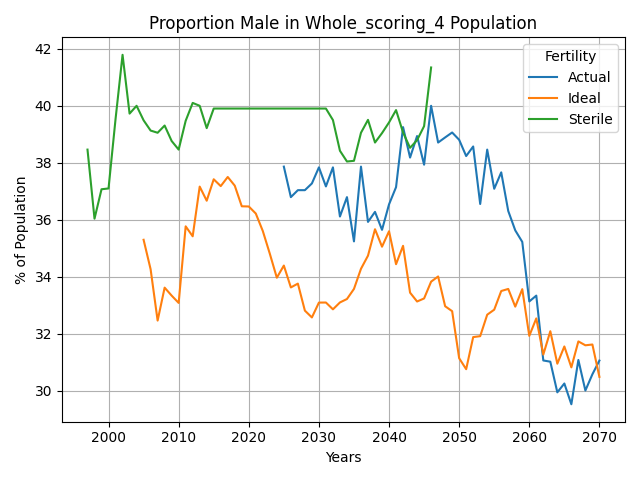 Proportion Male in Whole_scoring_4 Population
42
40
38
36
34
32
30
% of Population
Fertility
Actual
Ideal
Sterile
2000
2010
2020
2030
2040
2050
2060
2070
Years